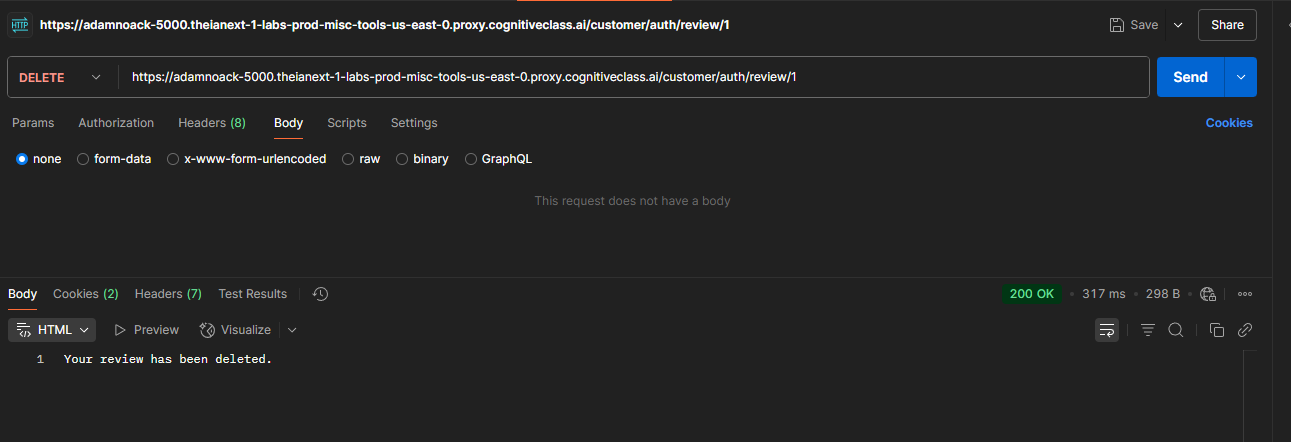 HTTP https://adamnoack-5000.theianext-1-labs-prod-misc-tools-us-east-0.proxy.cognitiveclass.ai/customer/auth/review/1 Save Share
DELETE https://adamnoack-5000.theianext-1-labs-prod-misc-tools-us-east-0.proxy.cognitiveclass.ai/customer/auth/review/1 Send
Params Authorization Headers (8) Body Scripts Settings Cookies
none form-data x-www-form-urlencoded raw binary GraphQL
This request does not have a body
Body Cookies (2) Headers (7) Test Results 200 OK • 317 ms • 298 B
HTML Preview Visualize
1 Your review has been deleted.